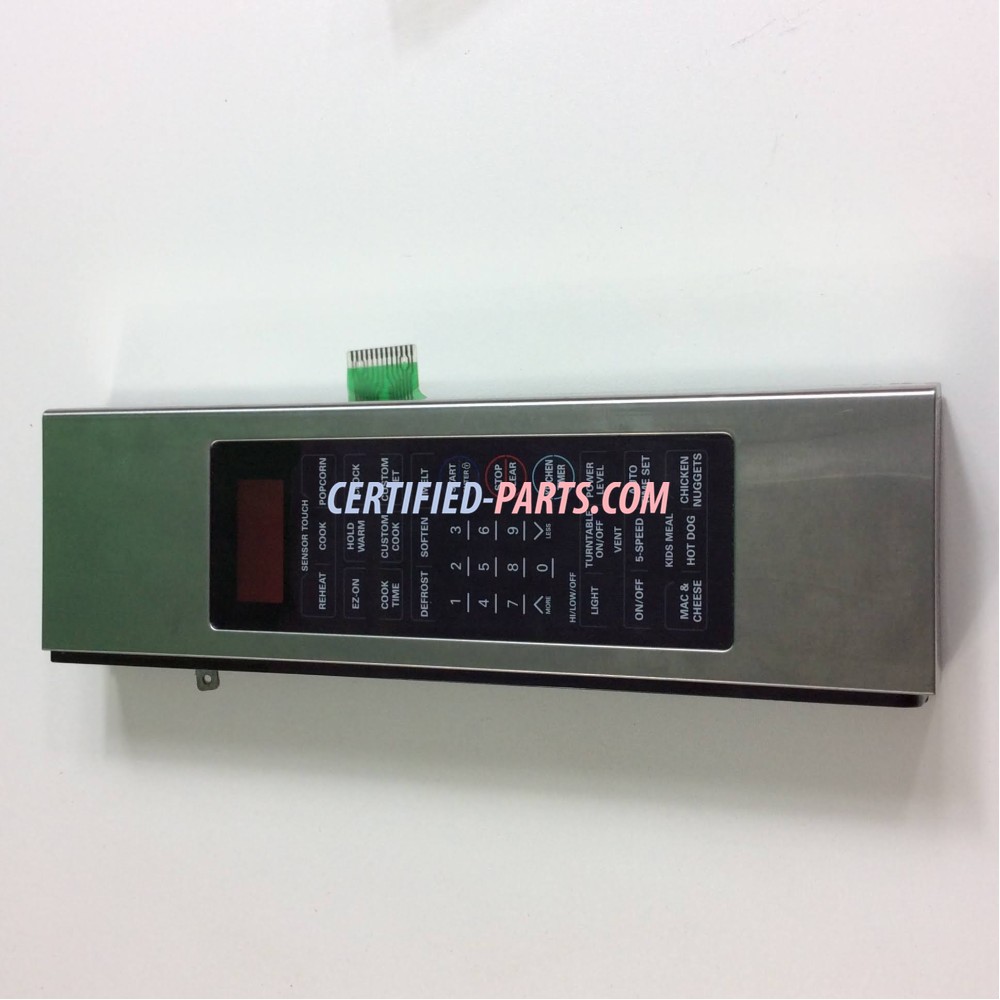 SENSOR TOUCH
REHEAT
COOK
POPCORN
EZ-ON
HOLD
WARM
COOK
TIME
CUSTOM
COOK
CUSTOM
DEFROST
SOFTEN
1 2 3
4 5 6
7 8 9
MORE
0
LESS
HI/LOW/OFF
LIGHT
TURNTABLE
ON/OFF
POWER
LEVEL
VENT
ON/OFF
5-SPEED
KIDS MEAL
MAC &
CHEESE
HOT DOG
CHICKEN
NUGGETS
CERTIFIED-PARTS.COM